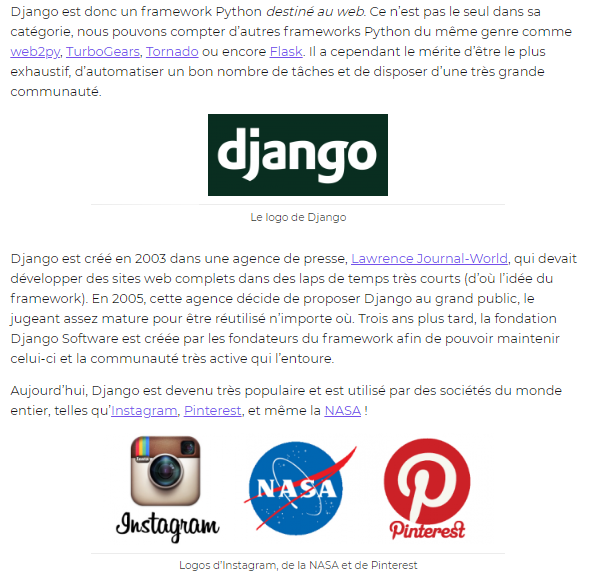 Django est donc un framework Python destiné au web. Ce n'est pas le seul dans sa
catégorie, nous pouvons compter d'autres frameworks Python du même genre comme
web2py, TurboGears, Tornado ou encore Flask. Il a cependant le mérite d'être le plus
exhaustif, d'automatiser un bon nombre de tâches et de disposer d'une très grande
communauté.
django
Le logo de Django
Django est créé en 2003 dans une agence de presse, Lawrence Journal-World, qui devait
développer des sites web complets dans des laps de temps très courts (d'où l'idée du
framework). En 2005, cette agence décide de proposer Django au grand public, le
jugeant assez mature pour être réutilisé n'importe où. Trois ans plus tard, la fondation
Django Software est créée par les fondateurs du framework afin de pouvoir maintenir
celui-ci et la communauté très active qui l'entoure.
Aujourd'hui, Django est devenu très populaire et est utilisé par des sociétés du monde
entier, telles qu'Instagram, Pinterest, et même la NASA !
Instagram
NASA
Pinterest
Logos d'Instagram, de la NASA et de Pinterest